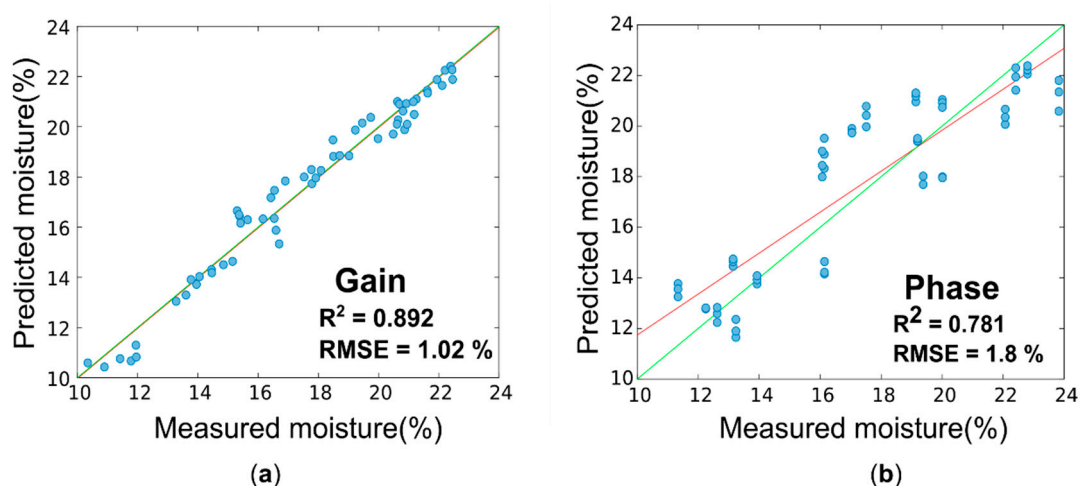 24
22
20
18
16
14
12
10
Predicted moisture(%)
Gain
R² = 0.892
RMSE = 1.02 %
10 12 14 16 18 20 22 24
Measured moisture(%)
(a)
24
22
20
18
16
14
12
10
Predicted moisture(%)
Phase
R² = 0.781
RMSE = 1.8 %
10 12 14 16 18 20 22 24
Measured moisture(%)
(b)